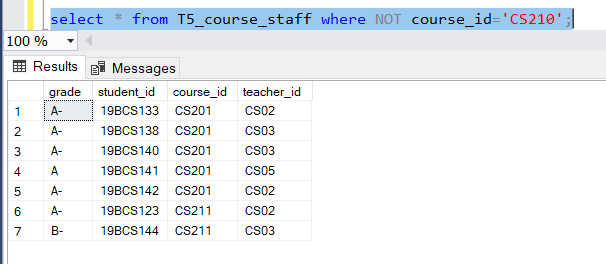 select * from T5_course_staff where NOT course_id='CS210';
100 %
Results Messages
grade student_id course_id teacher_id
1 A- 19BCS133 CS201 CS02
2 A- 19BCS138 CS201 CS03
3 A- 19BCS140 CS201 CS03
4 A 19BCS141 CS201 CS05
5 A- 19BCS142 CS201 CS02
6 A- 19BCS123 CS211 CS02
7 B- 19BCS144 CS211 CS03